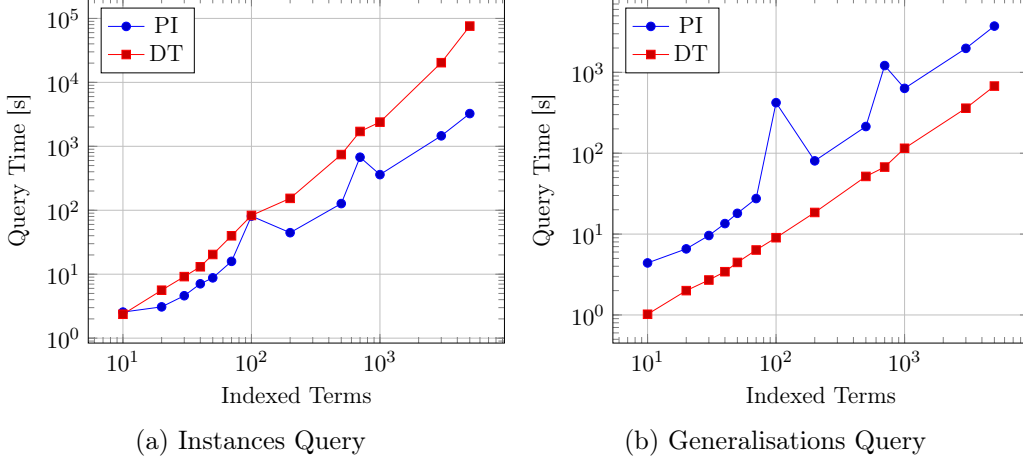 PI
DT
10^5
10^4
10^3
10^2
10^1
10^0
Query Time [s]
10^1
10^2
10^3
Indexed Terms
(a) Instances Query
PI
DT
10^3
10^2
10^1
10^0
Query Time [s]
10^1
10^2
10^3
Indexed Terms
(b) Generalisations Query